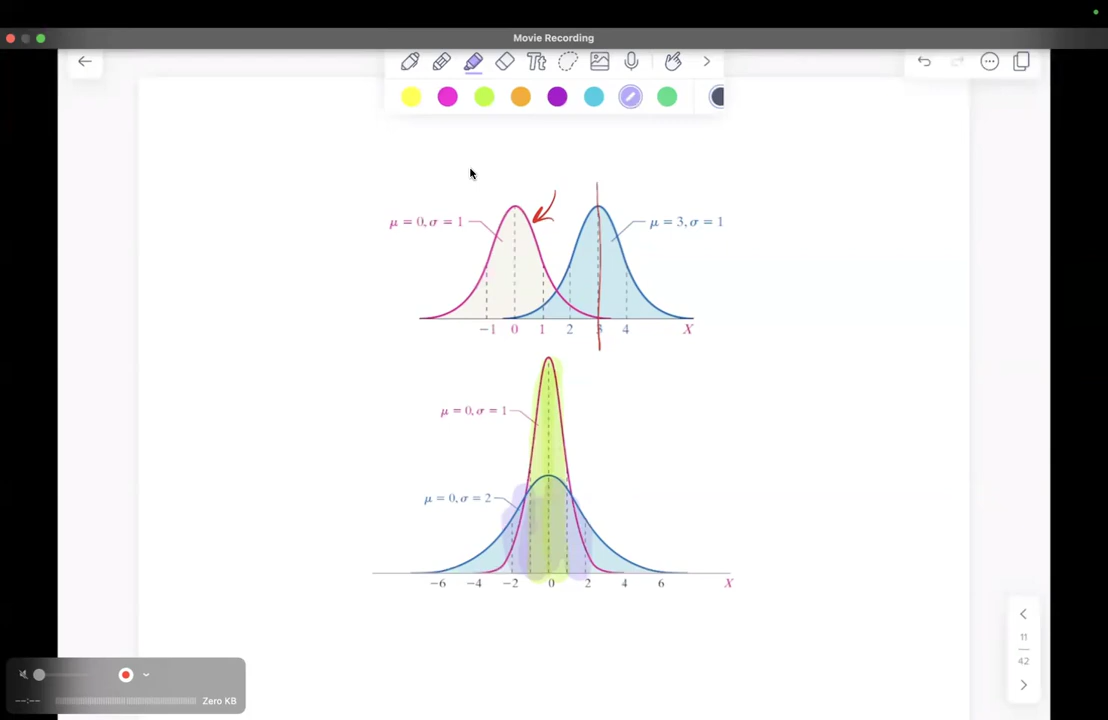 Movie Recording
Tt
μ = 0, σ = 1
μ = 3, σ = 1
−1 0 1 2 3 4 X
μ = 0, σ = 1
μ = 0, σ = 2
−6 −4 −2 0 2 4 6 X
11
42
--:--
Zero KB